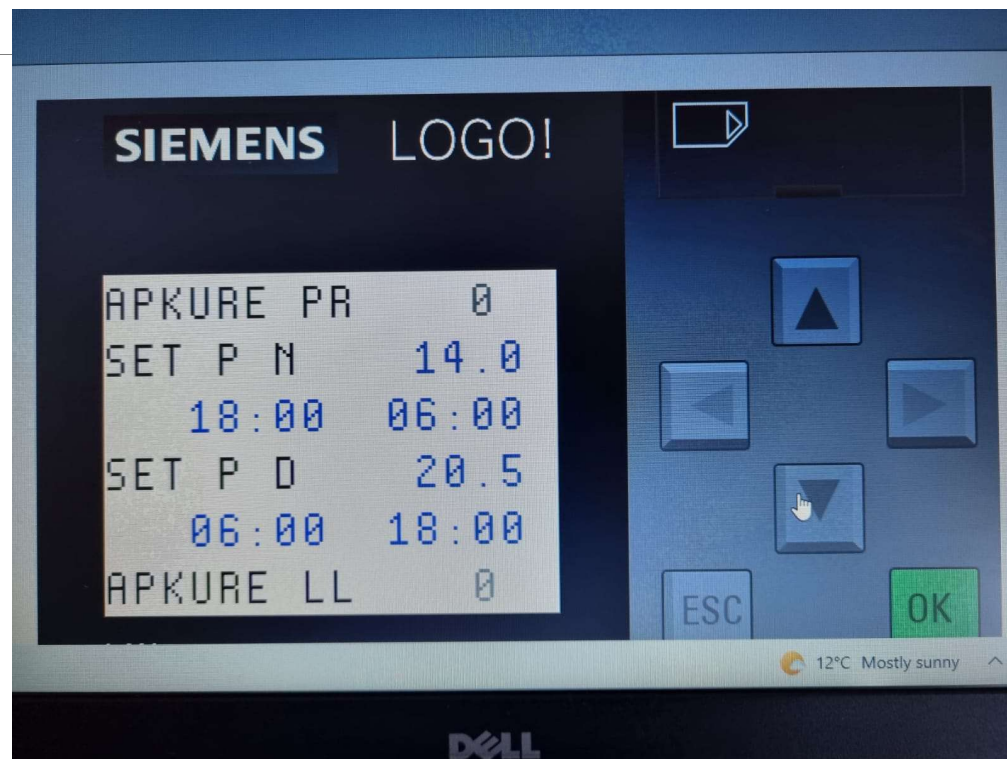 SIEMENS LOGO!
APKURE PR 0
SET P N 14.0
18:00 06:00
SET P D 20.5
06:00 18:00
APKURE LL 0
ESC OK
12°C Mostly sunny
DELL